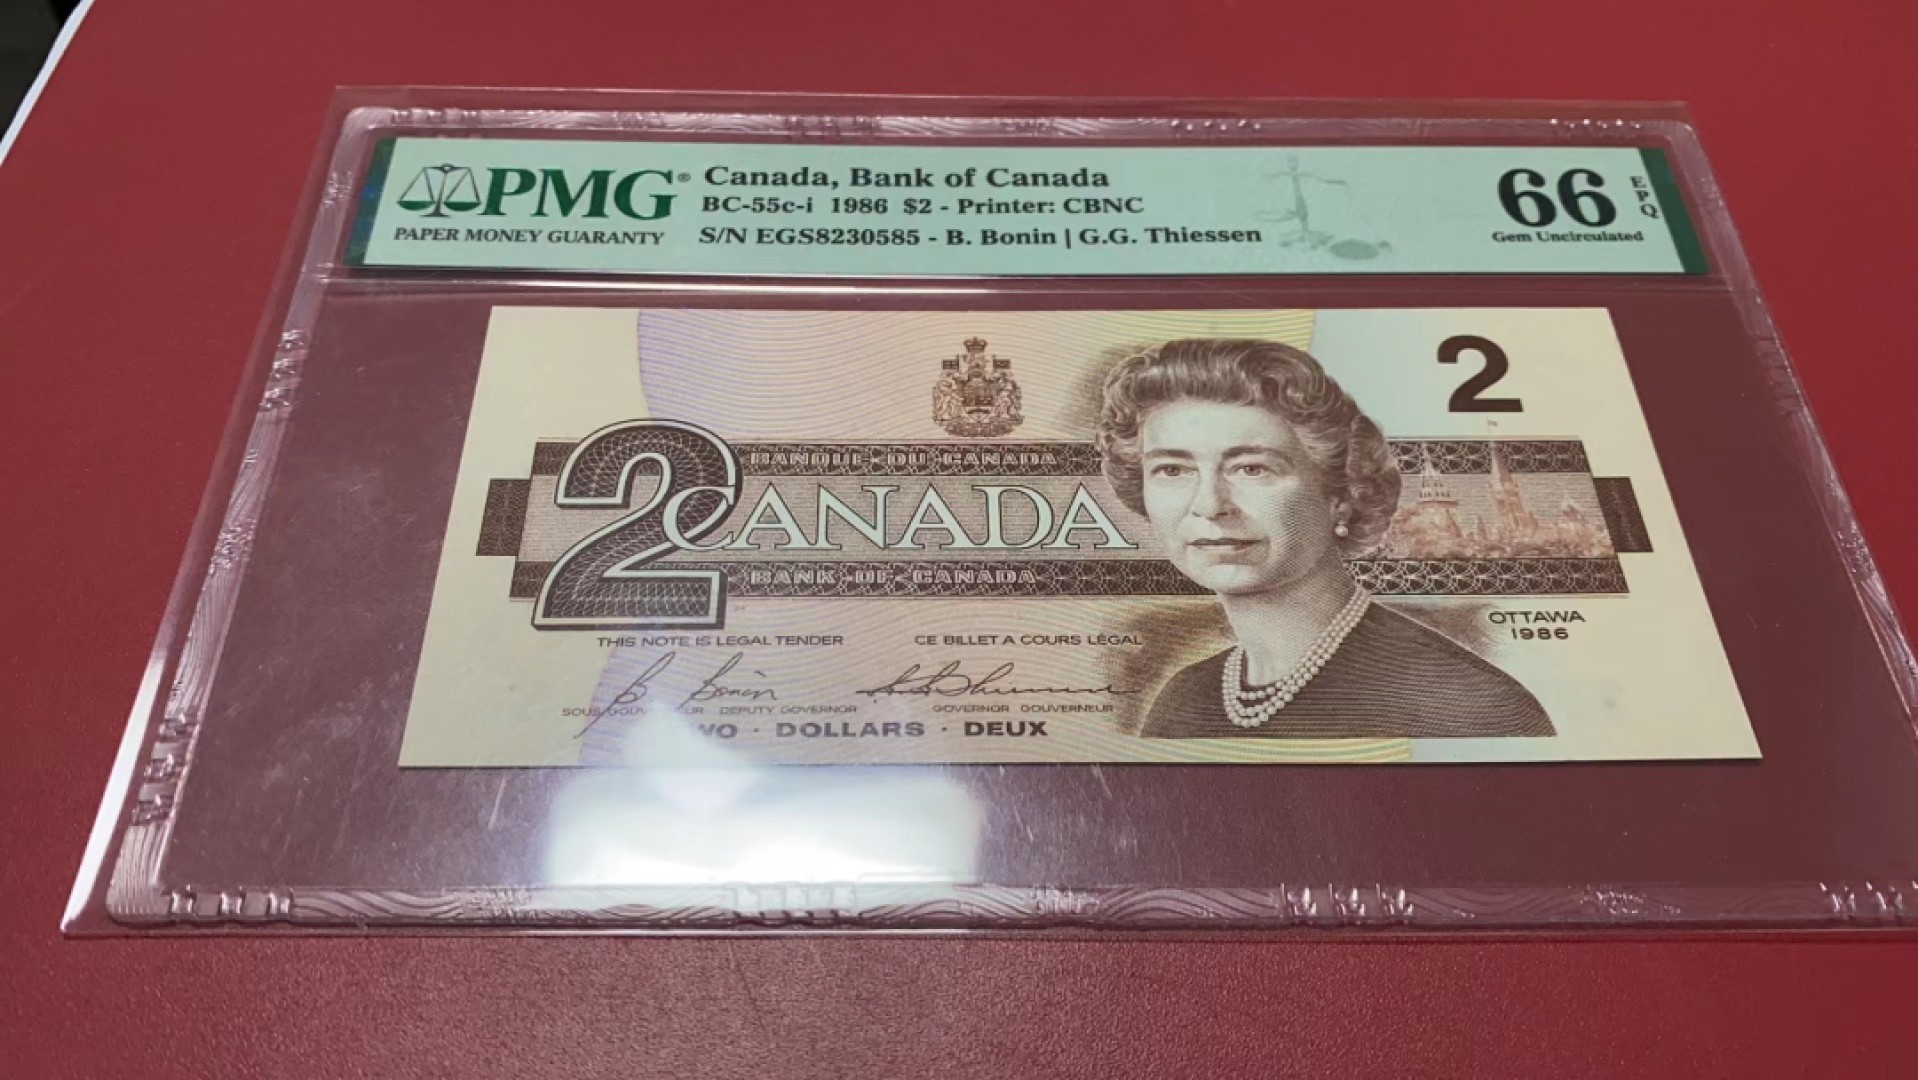 PMG®
PAPER MONEY GUARANTY
Canada, Bank of Canada
BC-55c-i 1986 $2 - Printer: CBNC
S/N EGS8230585 - B. Bonin | G.G. Thiessen
66 EPQ
Gem Uncirculated
2
BANQUE DU CANADA
2 CANADA
BANK OF CANADA
OTTAWA
1986
THIS NOTE IS LEGAL TENDER CE BILLET A COURS LÉGAL
B Bonin
DEPUTY GOVERNOR GOVERNOR GOUVERNEUR
DOLLARS · DEUX